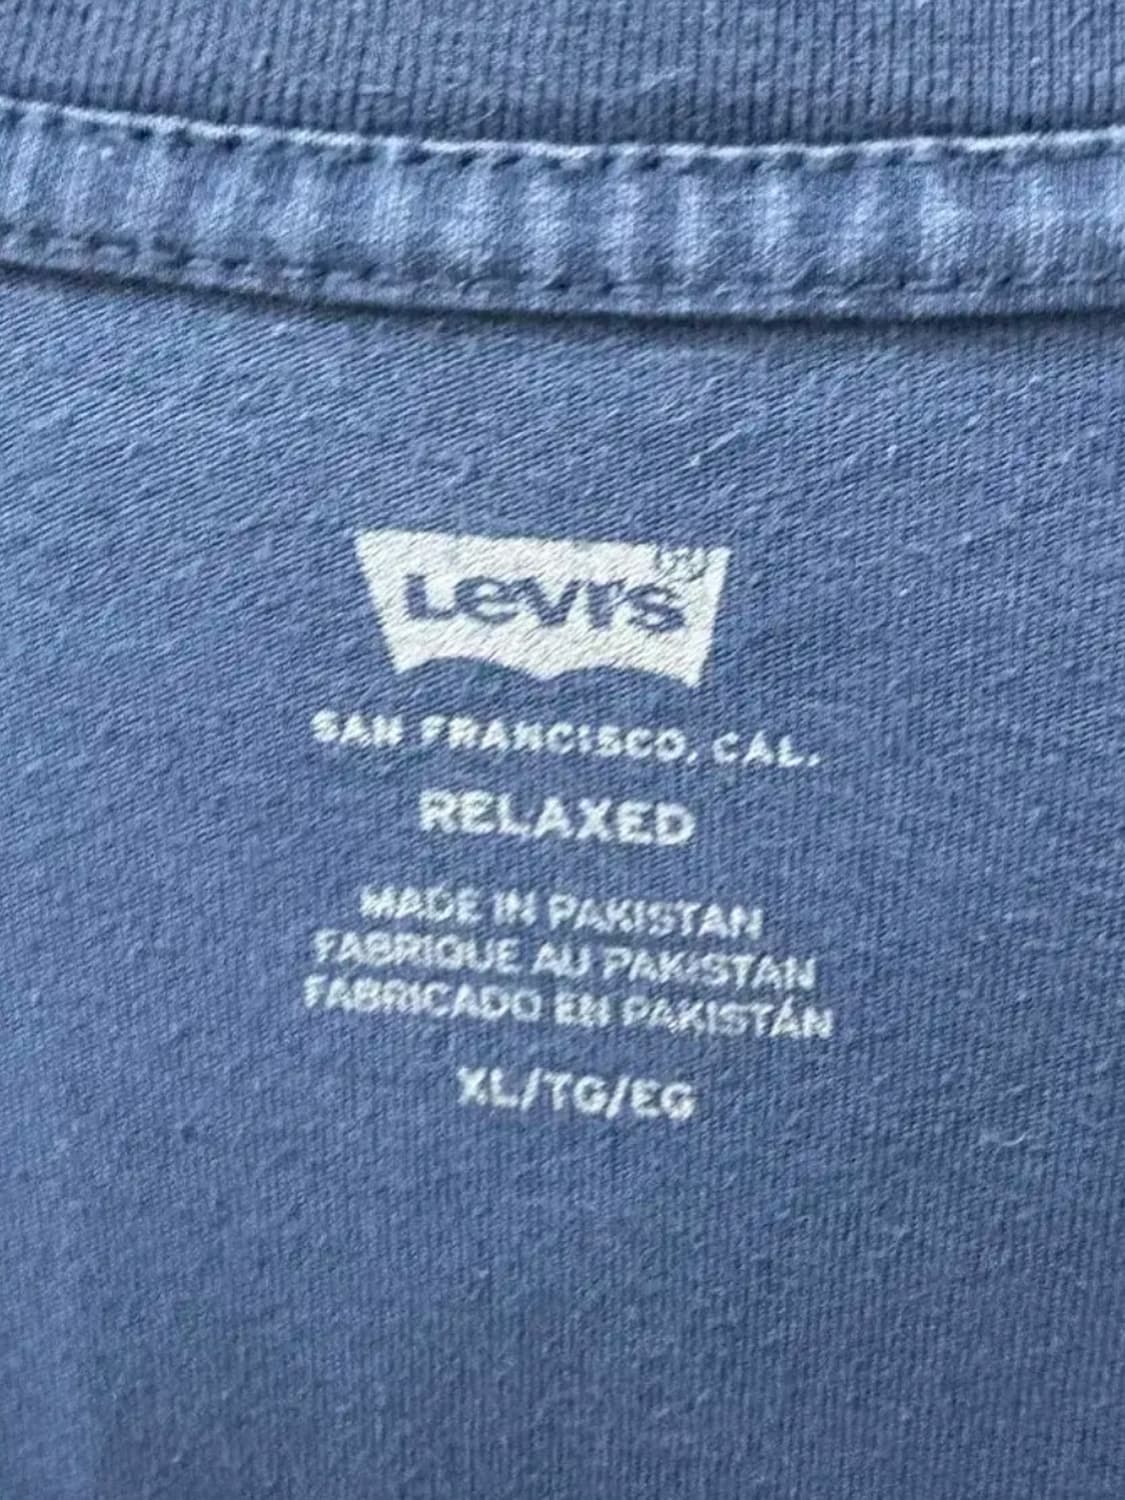 Levi's
SAN FRANCISCO, CAL.
RELAXED
MADE IN PAKISTAN
FABRIQUE AU PAKISTAN
FABRICADO EN PAKISTÁN
XL/TG/EG